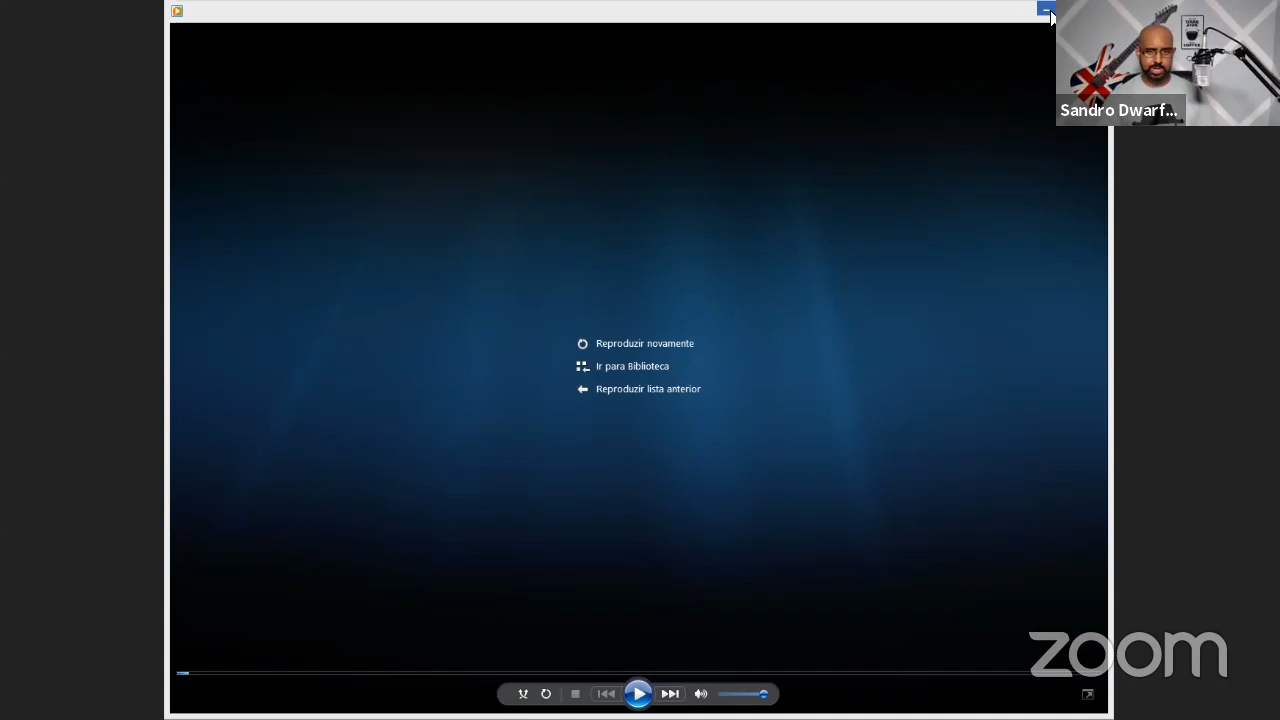 Sandro Dwarf...
Reproduzir novamente
Ir para Biblioteca
Reproduzir lista anterior
zoom